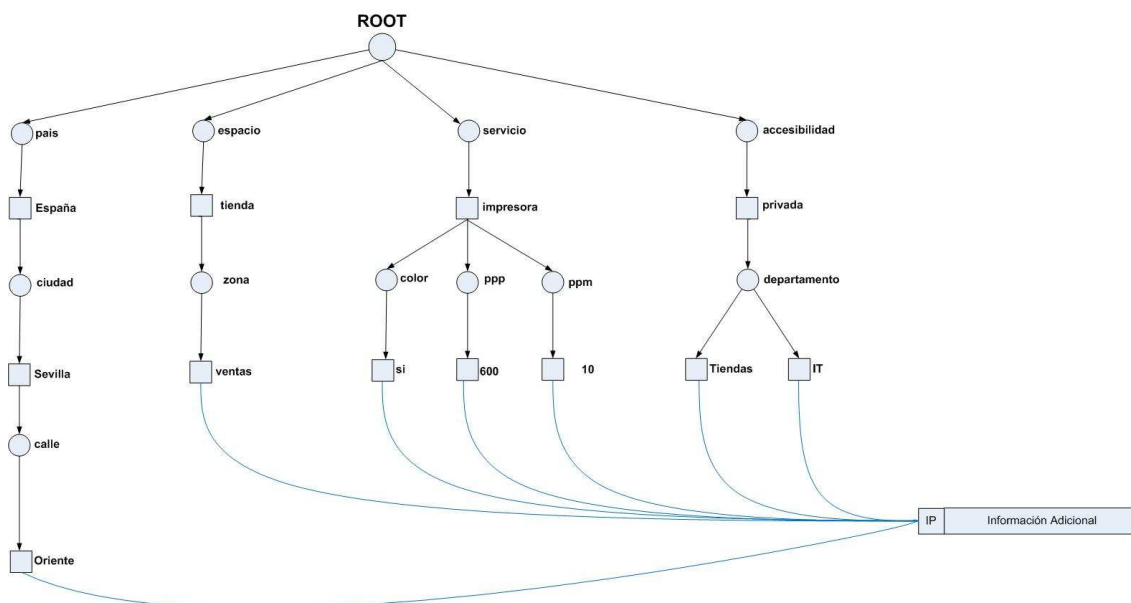 ROOT
pais
espacio
servicio
accesibilidad
España
tienda
impresora
privada
ciudad
zona
color
ppp
ppm
departamento
Sevilla
ventas
si
600
10
Tiendas
IT
calle
IP
Información Adicional
Oriente